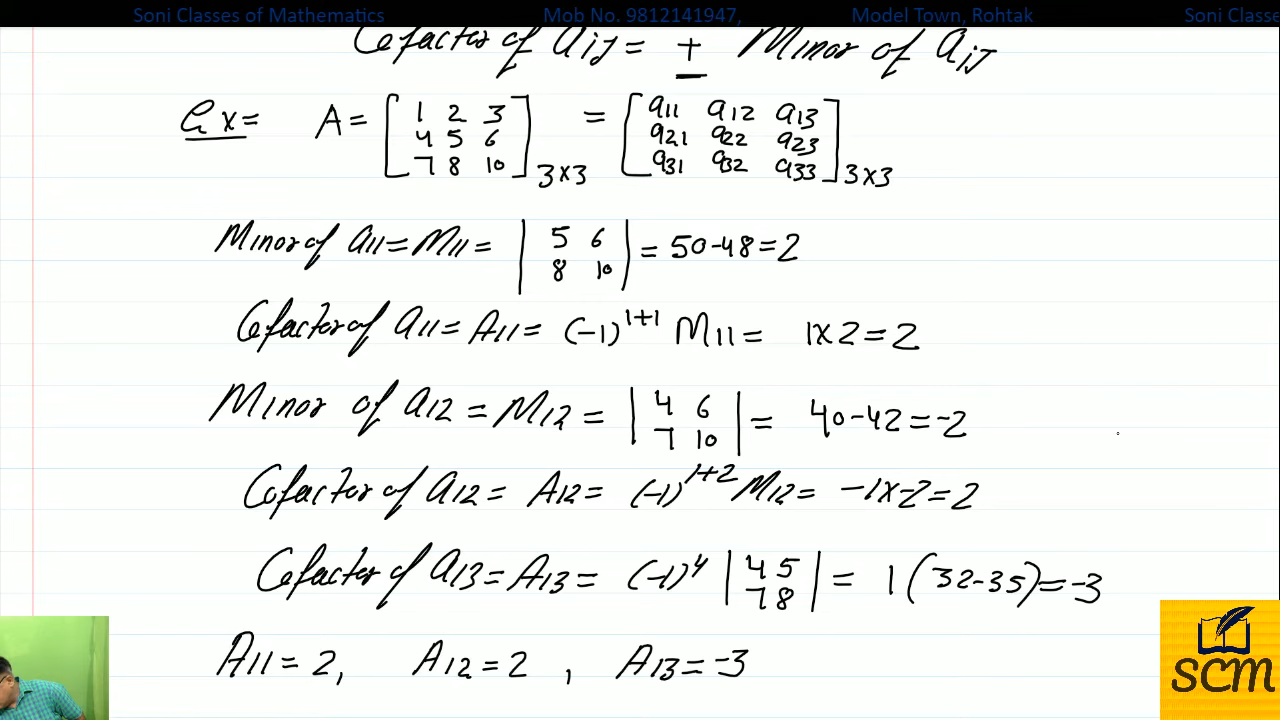 Soni Classes of Mathematics Mob No. 9812141947, Model Town, Rohtak Soni Classe
Cofactor of aiJ = ± Minor of aiJ
Ex= A = [1 2 3 = [a11 a12 a13
4 5 6 a21 a22 a23
7 8 10]3x3 a31 a32 a33]3x3
Minor of a11 = M11 = |5 6
8 10| = 50-48=2
Cofactor of a11 = A11 = (-1)^1+1 M11 = 1x2=2
Minor of a12 = M12 = |4 6
7 10| = 40-42=-2
Cofactor of a12 = A12 = (-1)^1+2 M12 = -1x-2=2
Cofactor of a13 = A13 = (-1)^4 |4 5
7 8| = 1(32-35)=-3
A11 = 2, A12 = 2, A13 = -3
SCM